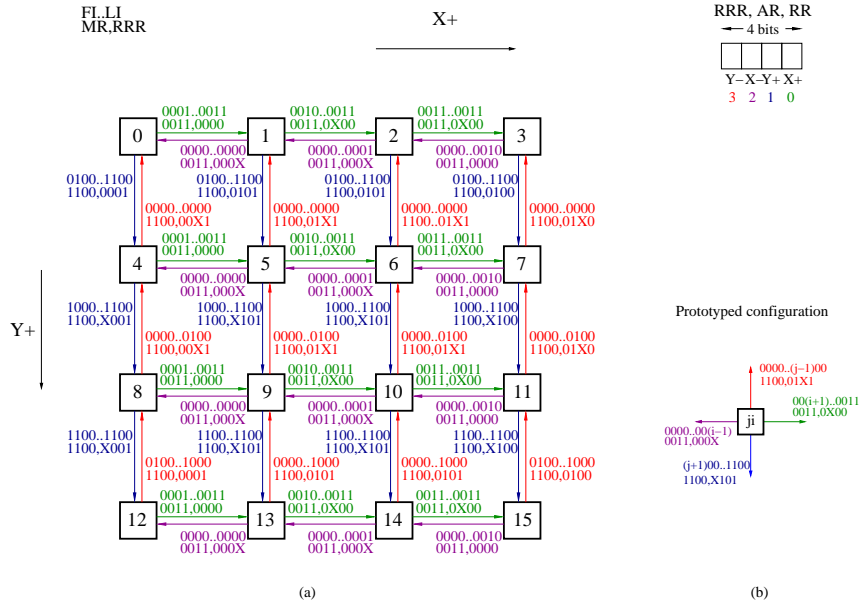 FI..LI
MR,RRR
X+
RRR, AR, RR
4 bits
Y− X− Y+ X+
3 2 1 0
0001..0011 0010..0011 0011..0011
0011,0000 0011,0X00 0011,0X00
0 1 2 3
0000..0000 0000..0001 0000..0010
0011,000X 0011,000X 0011,0000
0100..1100 0100..1100 0100..1100 0100..1100
1100,0001 1100,0101 1100,0101 1100,0100
0000..0000 0000..0000 0000..0000 0000..0000
1100,00X1 1100,01X1 1100..01X1 1100,01X0
0001..0011 0010..0011 0011..0011
0011,0000 0011,0X00 0011,0X00
4 5 6 7
0000..0000 0000..0001 0000..0010
0011,000X 0011,000X 0011,0000
1000..1100 1000..1100 1000..1100 1000..1100
1100,X001 1100,X101 1100,X101 1100,X100
Y+
0000..0100 0000..0100 0000..0100 0000..0100
1100,00X1 1100,01X1 1100,01X1 1100,01X0
0001..0011 0010..0011 0011..0011
0011,0000 0011,0X00 0011,0X00
8 9 10 11
0000..0000 0000..0001 0000..0010
0011,000X 0011,000X 0011,0000
1100..1100 1100..1100 1100..1100 1100..1100
1100,X001 1100,X101 1100,X101 1100,X100
0100..1000 0000..1000 0000..1000 0100..1000
1100,0001 1100,0101 1100,0101 1100,0100
0001..0011 0010..0011 0011..0011
0011,0000 0011,0X00 0011,0X00
12 13 14 15
0000..0000 0000..0001 0000..0010
0011,000X 0011,000X 0011,0000
(a)
Prototyped configuration
0000..(j−1)00
1100,01X1
00(i+1)..0011
0011,0X00
ji
0000..00(i−1)
0011,000X
(j+1)00..1100
1100,X101
(b)